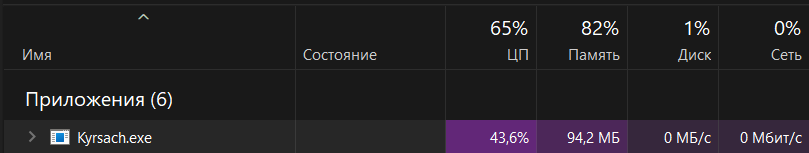 65% 82% 1% 0%
Имя Состояние ЦП Память Диск Сеть
Приложения (6)
Kyrsach.exe 43,6% 94,2 МБ 0 МБ/с 0 Мбит/с